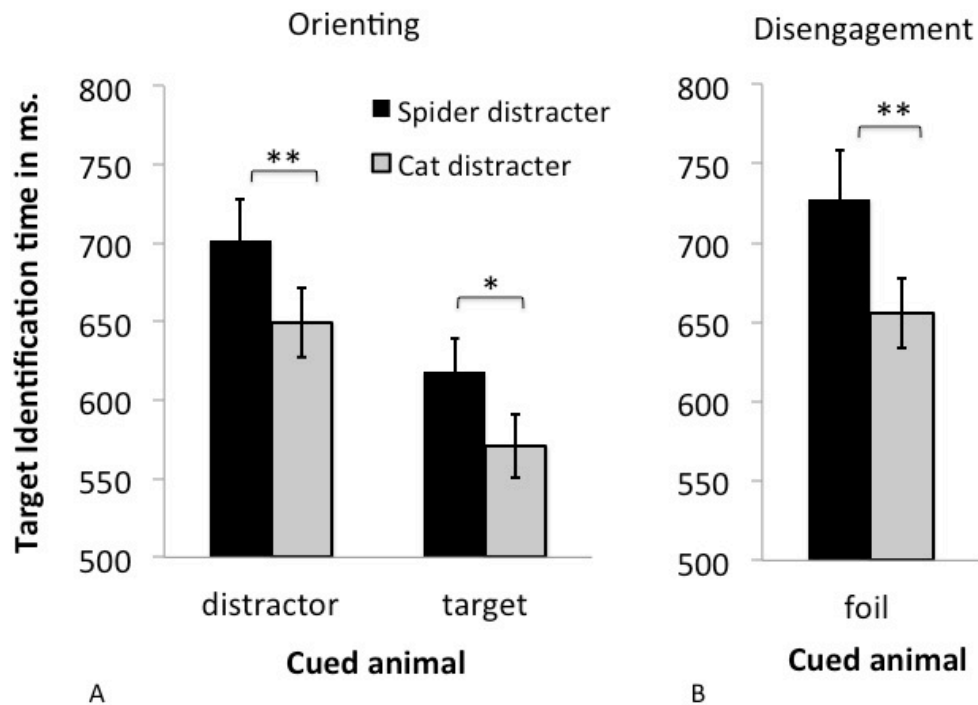 Orienting
Disengagement
Target Identification time in ms.
800
750
700
650
600
550
500
Spider distracter
Cat distracter
**
*
distractor
target
Cued animal
A
800
750
700
650
600
550
500
**
foil
Cued animal
B